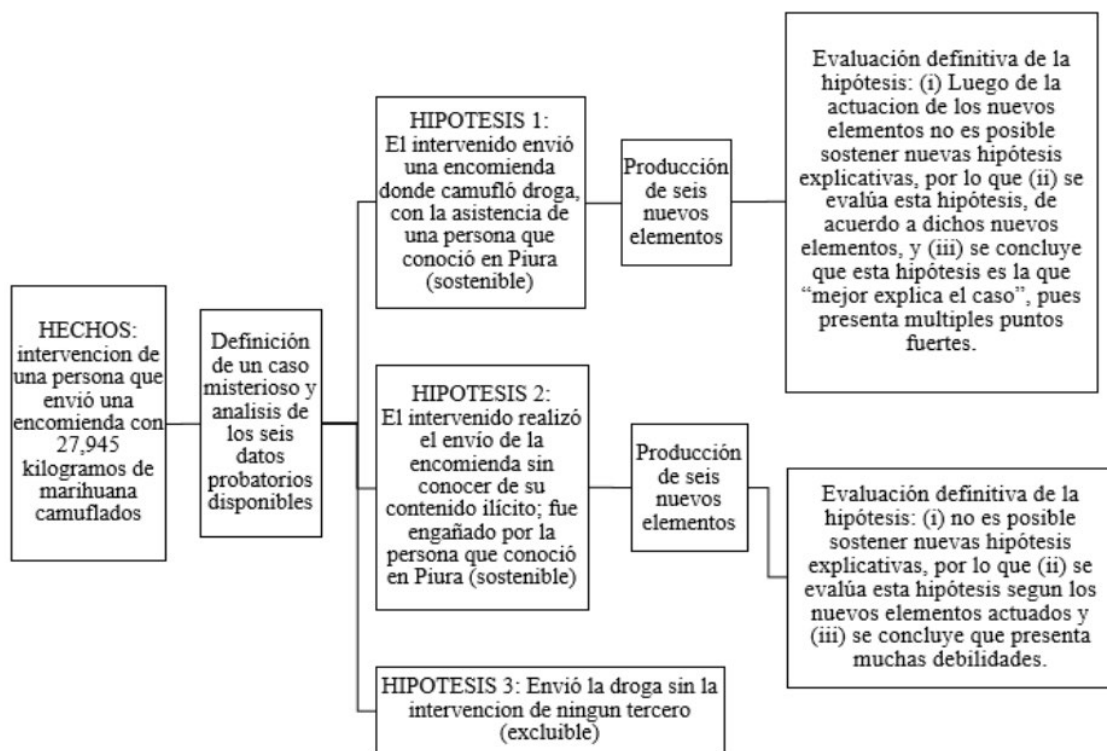 HECHOS:
intervencion de
una persona que
envió una
encomienda con
27,945
kilogramos de
marihuana
camuflados
Definición
de un caso
misterioso y
analisis de
los seis
datos
probatorios
disponibles
HIPOTESIS 1:
El intervenido envió
una encomienda
donde camufló droga,
con la asistencia de
una persona que
conoció en Piura
(sostenible)
Producción
de seis
nuevos
elementos
Evaluación definitiva de la
hipótesis: (i) Luego de la
actuacion de los nuevos
elementos no es posible
sostener nuevas hipótesis
explicativas, por lo que (ii) se
evalúa esta hipótesis, de
acuerdo a dichos nuevos
elementos, y (iii) se concluye
que esta hipótesis es la que
“mejor explica el caso”, pues
presenta multiples puntos
fuertes.
HIPOTESIS 2:
El intervenido realizó
el envío de la
encomienda sin
conocer de su
contenido ilícito; fue
engañado por la
persona que conoció
en Piura (sostenible)
Producción
de seis
nuevos
elementos
Evaluación definitiva de la
hipótesis: (i) no es posible
sostener nuevas hipótesis
explicativas, por lo que (ii) se
evalúa esta hipótesis segun los
nuevos elementos actuados y
(iii) se concluye que presenta
muchas debilidades.
HIPOTESIS 3: Envió la droga sin la
intervencion de ningun tercero
(excluible)